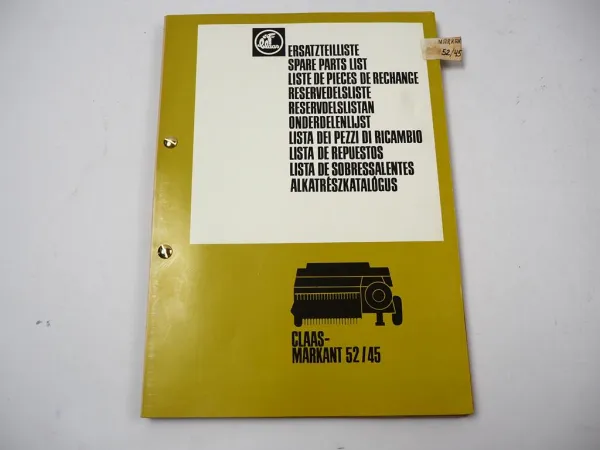 ERSATZTEILLISTE
SPARE PARTS LIST
LISTE DE PIECES DE RECHANGE
RESERVEDELSLISTE
RESERVDELSLISTAN
ONDERDELENLIJST
LISTA DEI PEZZI DI RICAMBIO
LISTA DE REPUESTOS
LISTA DE SOBRESSALENTES
ALKATRÉSZKATALÓGUS
52/45
CLAAS-
MARKANT 52/45